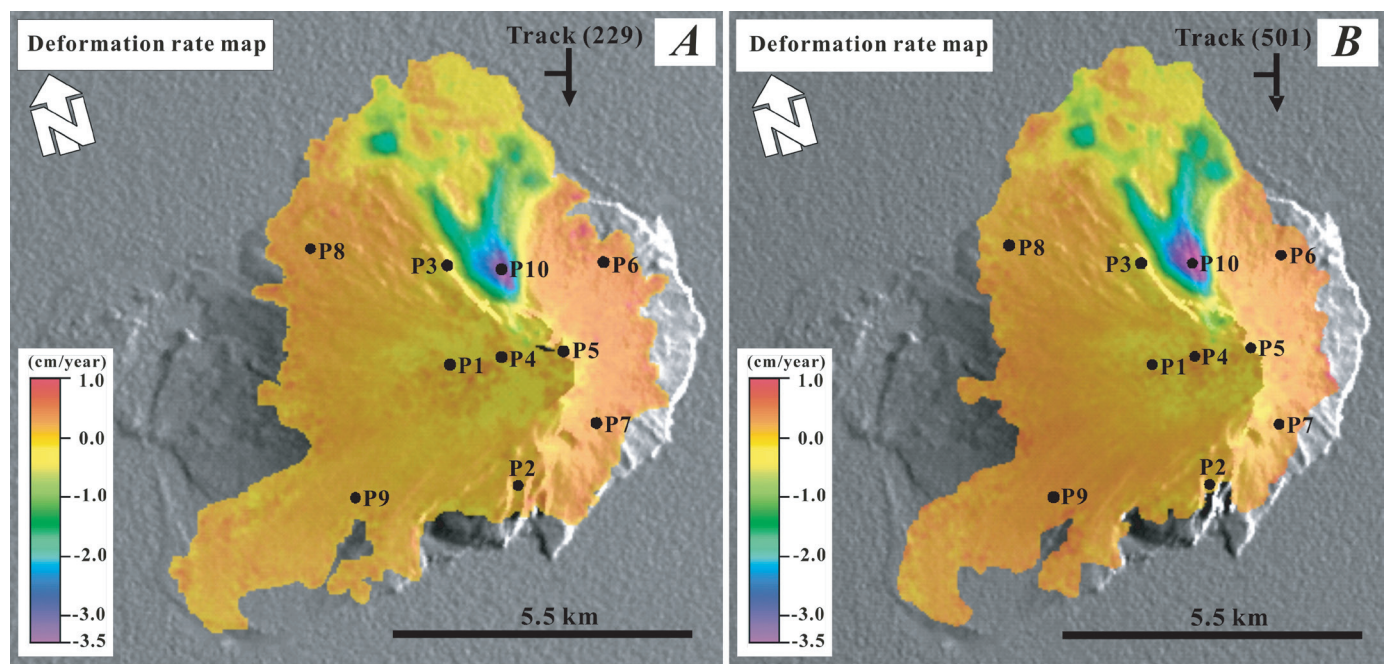 Deformation rate map
Track (229)
A
N
P8
P3
P10
P6
P1
P4
P5
P7
P2
P9
(cm/year)
1.0
0.0
-1.0
-2.0
-3.0
-3.5
5.5 km
Deformation rate map
Track (501)
B
N
P8
P3
P10
P6
P1
P4
P5
P7
P2
P9
(cm/year)
1.0
0.0
-1.0
-2.0
-3.0
-3.5
5.5 km